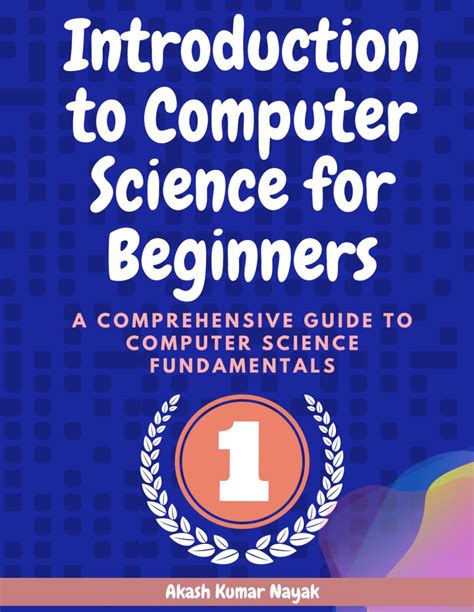 Introduction
to Computer
Science for
Beginners
A COMPREHENSIVE GUIDE TO
COMPUTER SCIENCE
FUNDAMENTALS
1
Akash Kumar Nayak